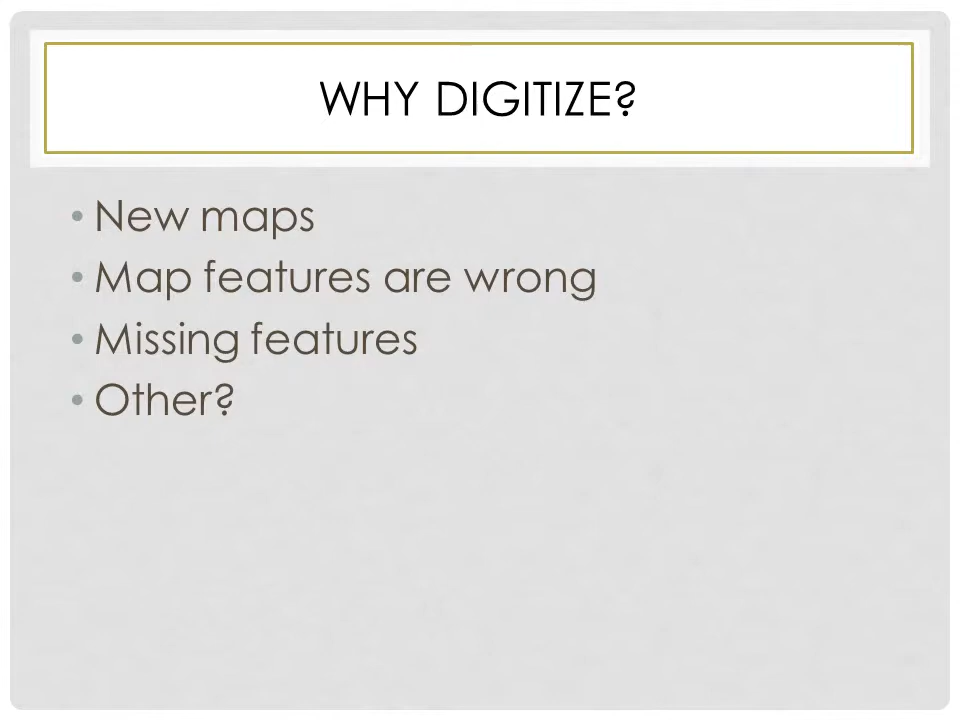 WHY DIGITIZE?
• New maps
• Map features are wrong
• Missing features
• Other?